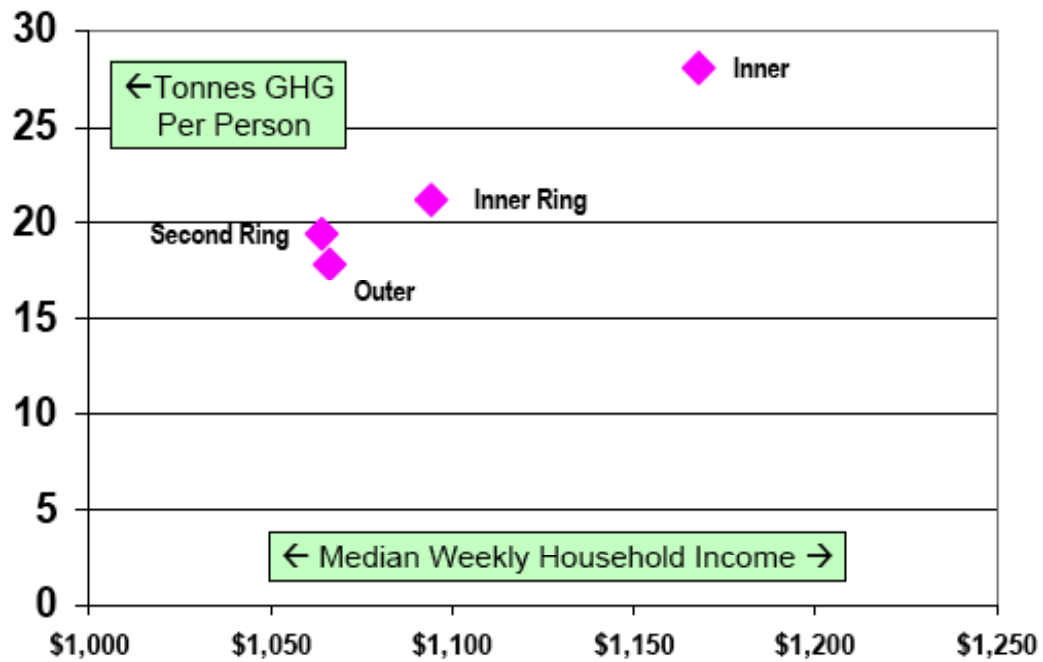 30
25
20
15
10
5
0
←Tonnes GHG
Per Person
Inner
Inner Ring
Second Ring
Outer
← Median Weekly Household Income →
$1,000
$1,050
$1,100
$1,150
$1,200
$1,250